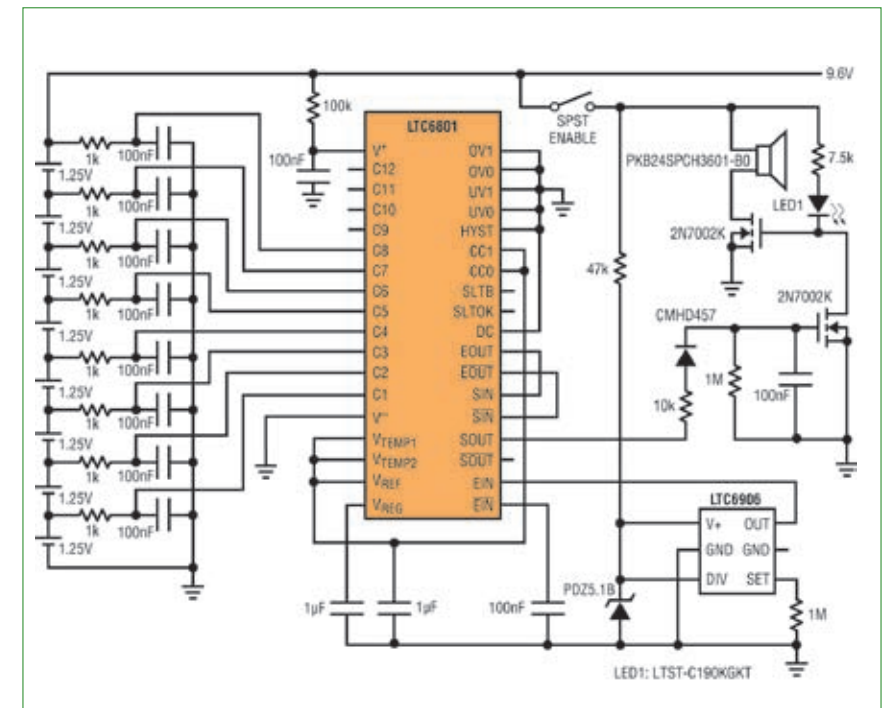 9.6V
100k
SPST
ENABLE
100nF
LTC6801
PKB24SPCH3601-B0
7.5k
LED1
2N7002K
47k
2N7002K
CMHD457
1M
100nF
10k
1k
100nF
1.25V
1k
100nF
1.25V
1k
100nF
1.25V
1k
100nF
1.25V
1k
100nF
1.25V
1k
100nF
1.25V
1k
100nF
1.25V
1k
100nF
1.25V
V+
C12
C11
C10
C9
C8
C7
C6
C5
C4
C3
C2
C1
V–
VTEMP1
VTEMP2
VREF
VREG
OV1
OV0
UV1
UV0
HYST
CC1
CC0
SLTB
SLTOK
DC
EOUT
EOUT
SIN
SIN
SOUT
SOUT
EIN
EIN
LTC6906
V+ OUT
GND GND
DIV SET
PDZ5.1B
1M
1µF
1µF
100nF
LED1: LTST-C190KGKT